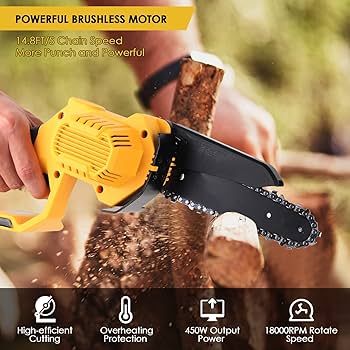 POWERFUL BRUSHLESS MOTOR
14.8FT/S Chain Speed
More Punch and Powerful
High-efficient
Cutting
Overheating
Protection
450W Output
Power
18000RPM Rotate
Speed